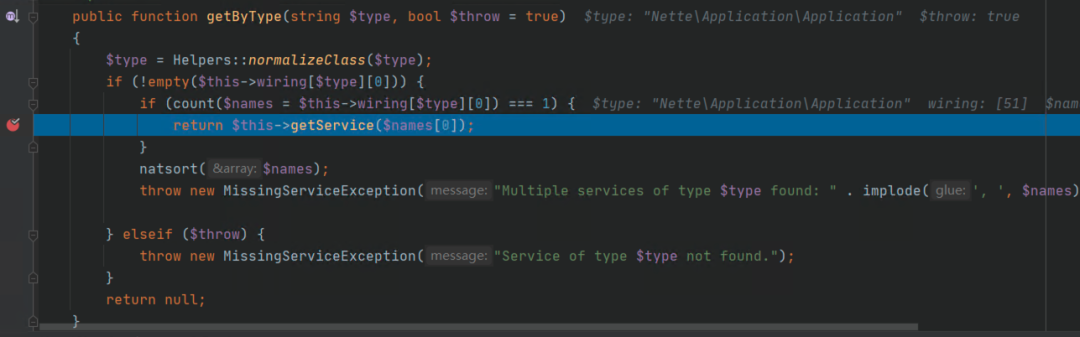 public function getByType(string $type, bool $throw = true)  $type: "Nette\Application\Application"  $throw: true
{
    $type = Helpers::normalizeClass($type);
    if (!empty($this->wiring[$type][0])) {
        if (count($names = $this->wiring[$type][0]) === 1) {  $type: "Nette\Application\Application"  wiring: [51]  $nam
            return $this->getService($names[0]);
        }
        natsort( &array: $names);
        throw new MissingServiceException( message: "Multiple services of type $type found: " . implode( glue: ', ', $names)
    } elseif ($throw) {
        throw new MissingServiceException( message: "Service of type $type not found.");
    }
    return null;
}